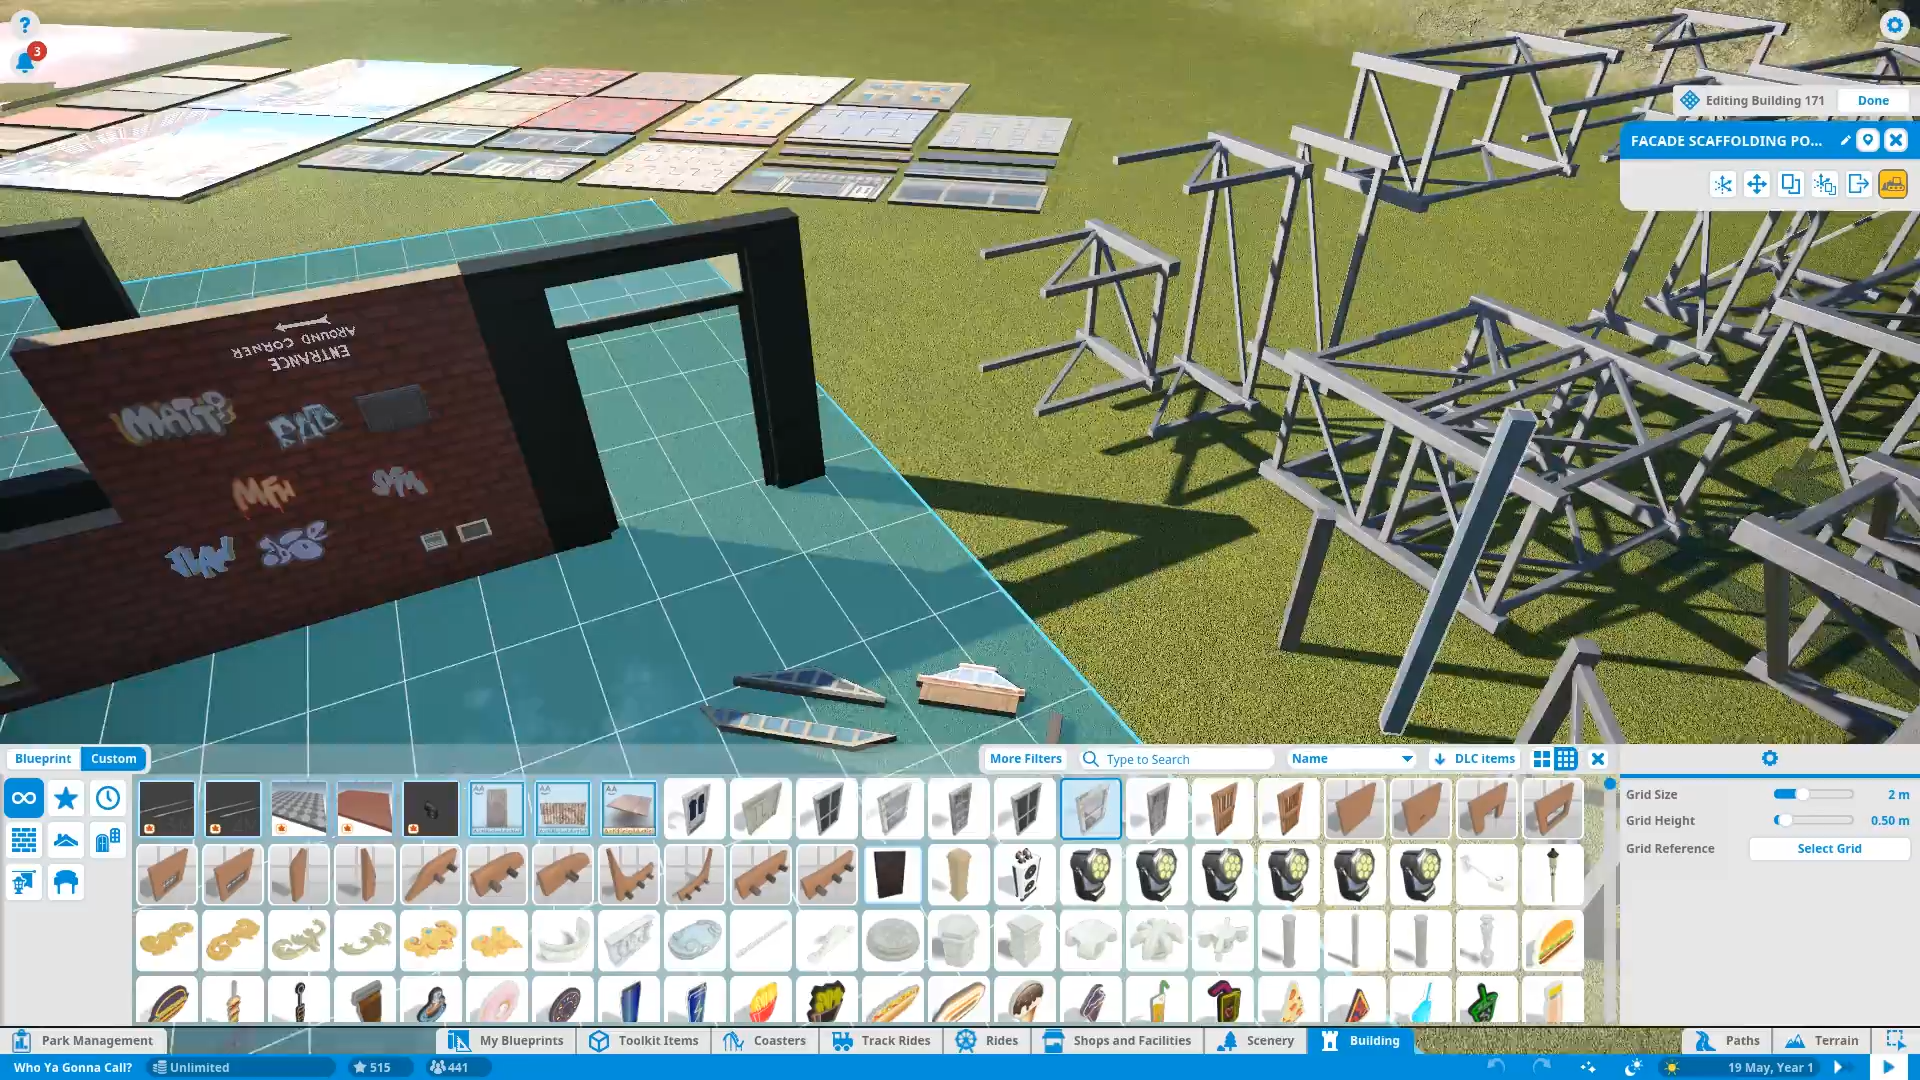 3
Editing Building 171
Done
FACADE SCAFFOLDING PO...
ENTRANCE
AROUND CORNER
MATT
MFH
Blueprint
Custom
More Filters
Type to Search
Name
DLC items
Grid Size
2 m
Grid Height
0.50 m
Grid Reference
Select Grid
Park Management
My Blueprints
Toolkit Items
Coasters
Track Rides
Rides
Shops and Facilities
Scenery
Building
Paths
Terrain
Who Ya Gonna Call?
Unlimited
515
441
19 May, Year 1